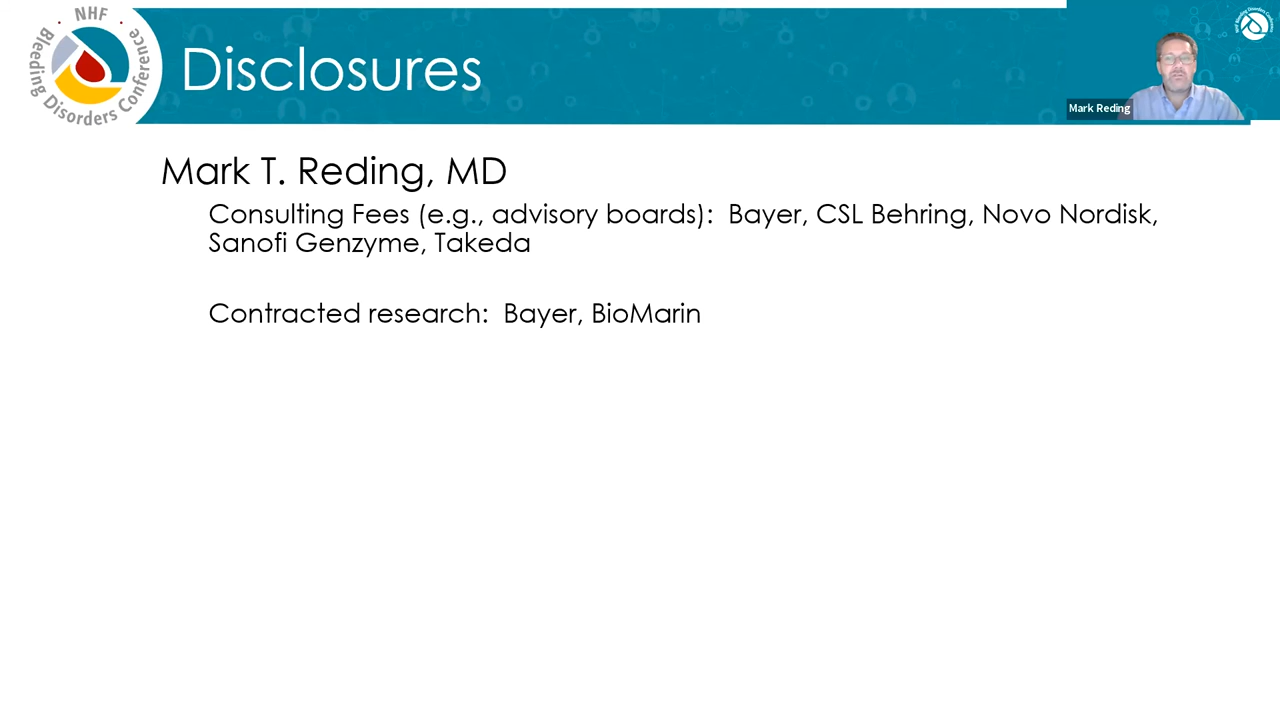 NHF
Bleeding Disorders Conference
Disclosures
Mark Reding
Mark T. Reding, MD
Consulting Fees (e.g., advisory boards):  Bayer, CSL Behring, Novo Nordisk,
Sanofi Genzyme, Takeda
Contracted research:  Bayer, BioMarin